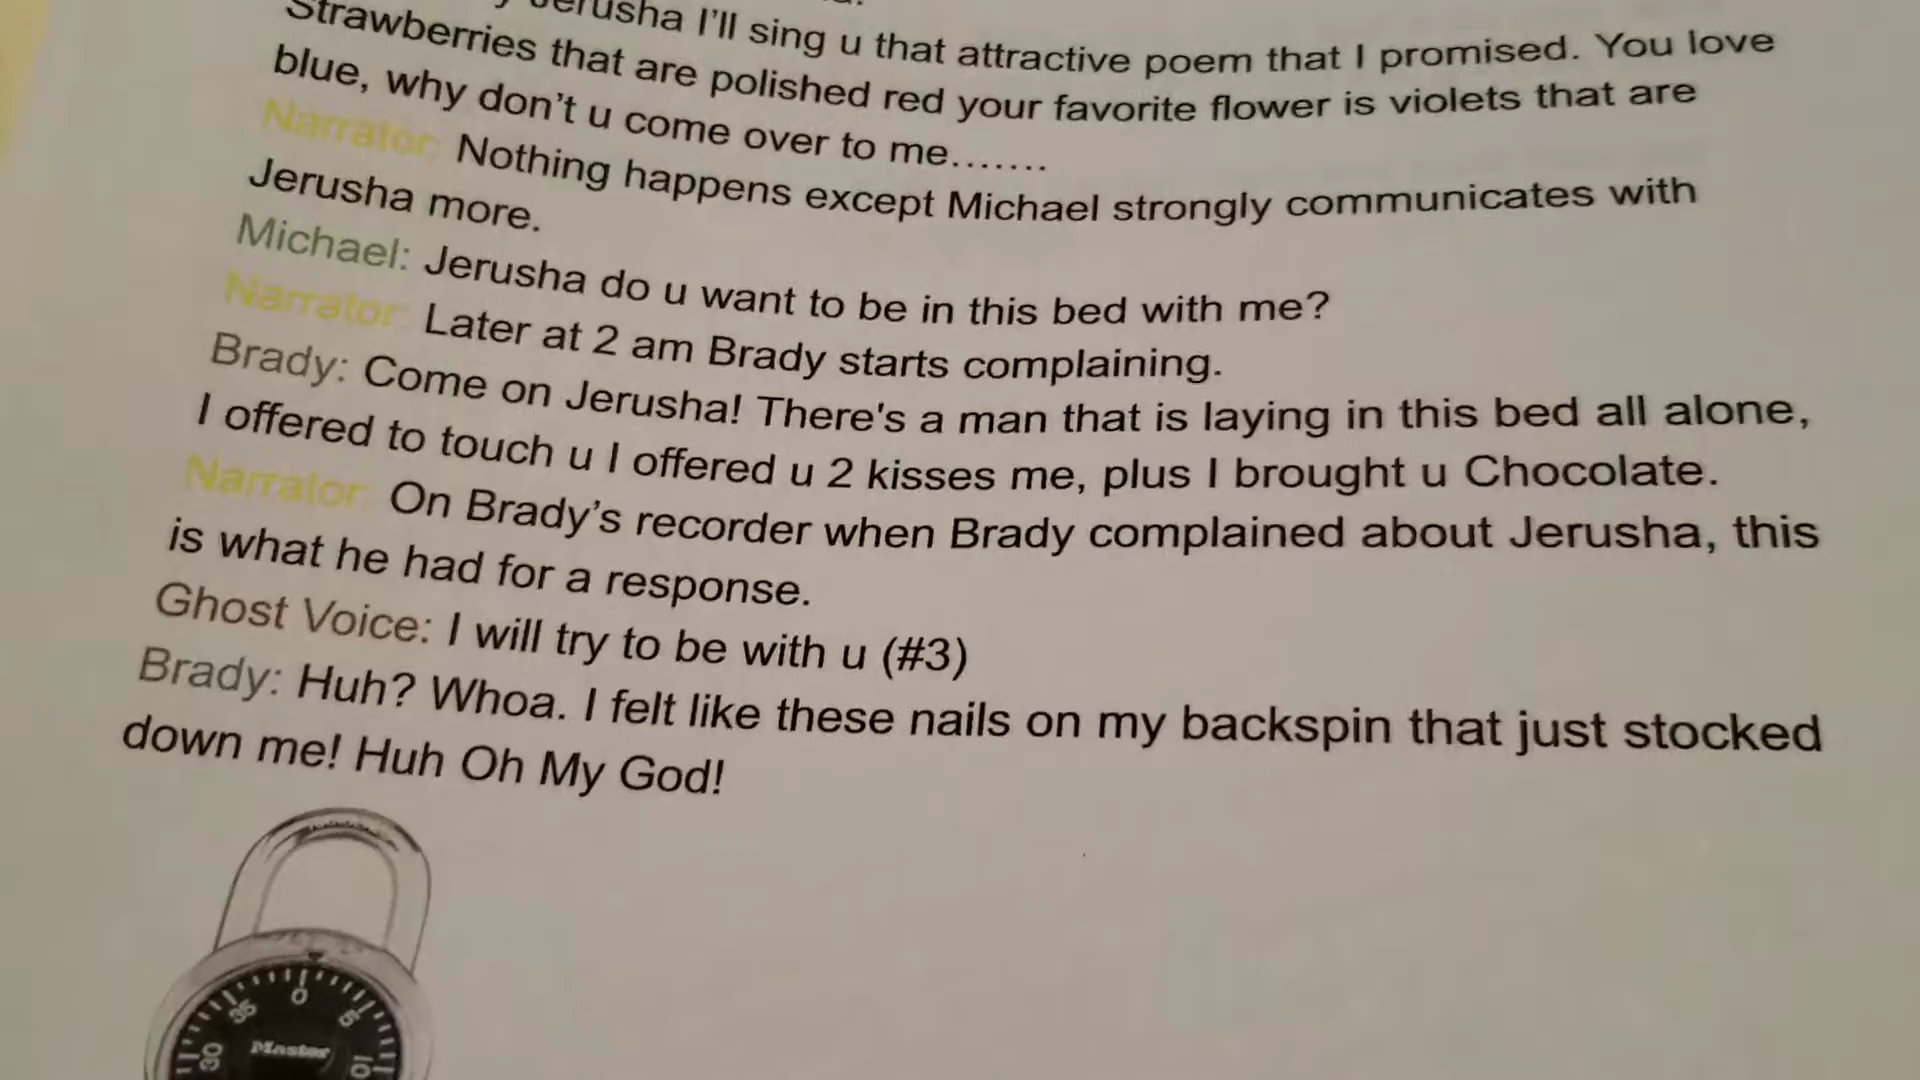 Jerusha I'll sing u that attractive poem that I promised. You love
Strawberries that are polished red your favorite flower is violets that are
blue, why don't u come over to me.......
Narrator: Nothing happens except Michael strongly communicates with
Jerusha more.
Michael: Jerusha do u want to be in this bed with me?
Narrator: Later at 2 am Brady starts complaining.
Brady: Come on Jerusha! There's a man that is laying in this bed all alone,
I offered to touch u I offered u 2 kisses me, plus I brought u Chocolate.
Narrator: On Brady's recorder when Brady complained about Jerusha, this
is what he had for a response.
Ghost Voice: I will try to be with u (#3)
Brady: Huh? Whoa. I felt like these nails on my backspin that just stocked
down me! Huh Oh My God!
0
35
5
30
Master
10